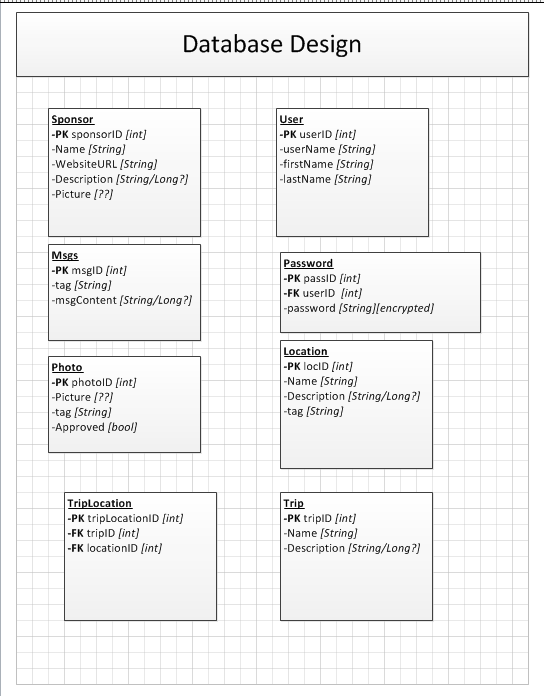 Database Design
Sponsor
-PK sponsorID [int]
-Name [String]
-WebsiteURL [String]
-Description [String/Long?]
-Picture [??]
User
-PK userID [int]
-userName [String]
-firstName [String]
-lastName [String]
Msgs
-PK msgID [int]
-tag [String]
-msgContent [String/Long?]
Password
-PK passID [int]
-FK userID [int]
-password [String][encrypted]
Photo
-PK photoID [int]
-Picture [??]
-tag [String]
-Approved [bool]
Location
-PK locID [int]
-Name [String]
-Description [String/Long?]
-tag [String]
TripLocation
-PK tripLocationID [int]
-FK tripID [int]
-FK locationID [int]
Trip
-PK tripID [int]
-Name [String]
-Description [String/Long?]